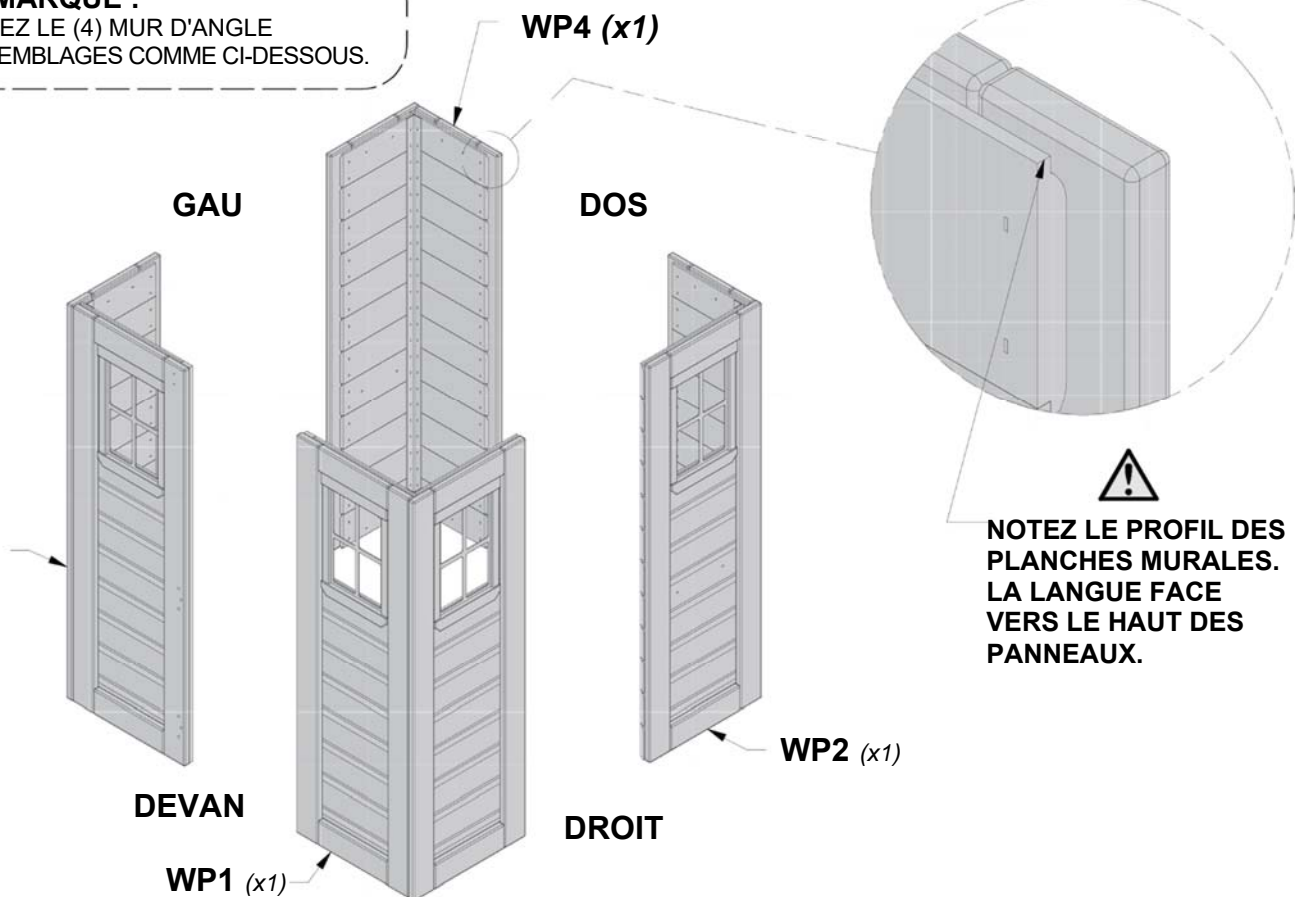 MARQUE :
EZ LE (4) MUR D'ANGLE
EMBLAGES COMME CI-DESSOUS.
WP4 (x1)
GAU
DOS
NOTEZ LE PROFIL DES
PLANCHES MURALES.
LA LANGUE FACE
VERS LE HAUT DES
PANNEAUX.
WP2 (x1)
DEVAN
DROIT
WP1 (x1)